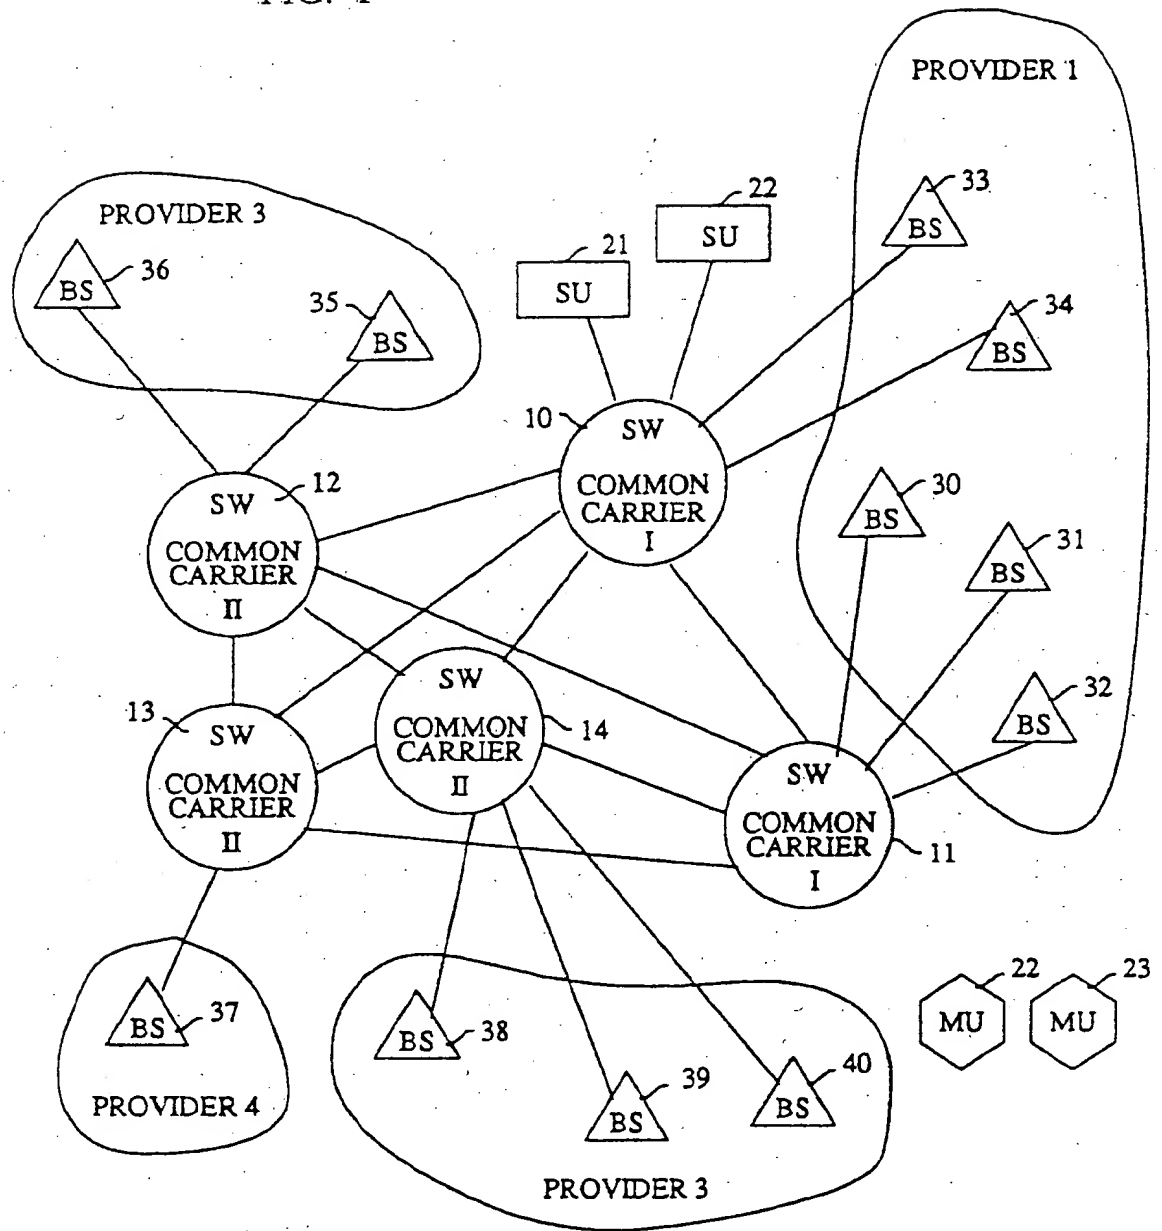 PROVIDER 1
33
BS
22
SU
PROVIDER 3
21
SU
36
BS
35
BS
34
BS
10
SW
COMMON
CARRIER
I
12
SW
COMMON
CARRIER
II
30
BS
31
BS
32
BS
13
SW
COMMON
CARRIER
II
SW
14
COMMON
CARRIER
II
SW
COMMON
CARRIER
I
11
22
MU
23
MU
37
BS
PROVIDER 4
38
BS
39
BS
40
BS
PROVIDER 3